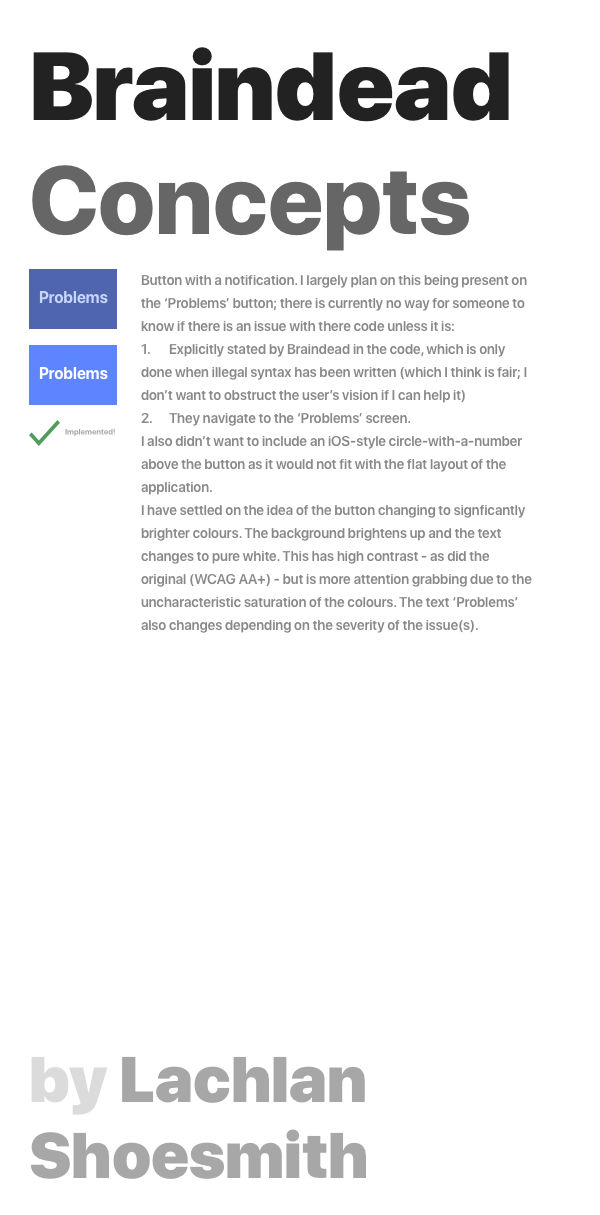 Braindead
Concepts
Problems
Problems
Implemented!
Button with a notification. I largely plan on this being present on
the ‘Problems’ button; there is currently no way for someone to
know if there is an issue with there code unless it is:
1. Explicitly stated by Braindead in the code, which is only
done when illegal syntax has been written (which I think is fair; I
don’t want to obstruct the user’s vision if I can help it)
2. They navigate to the ‘Problems’ screen.
I also didn’t want to include an iOS-style circle-with-a-number
above the button as it would not fit with the flat layout of the
application.
I have settled on the idea of the button changing to signficantly
brighter colours. The background brightens up and the text
changes to pure white. This has high contrast - as did the
original (WCAG AA+) - but is more attention grabbing due to the
uncharacteristic saturation of the colours. The text ‘Problems’
also changes depending on the severity of the issue(s).
by Lachlan
Shoesmith